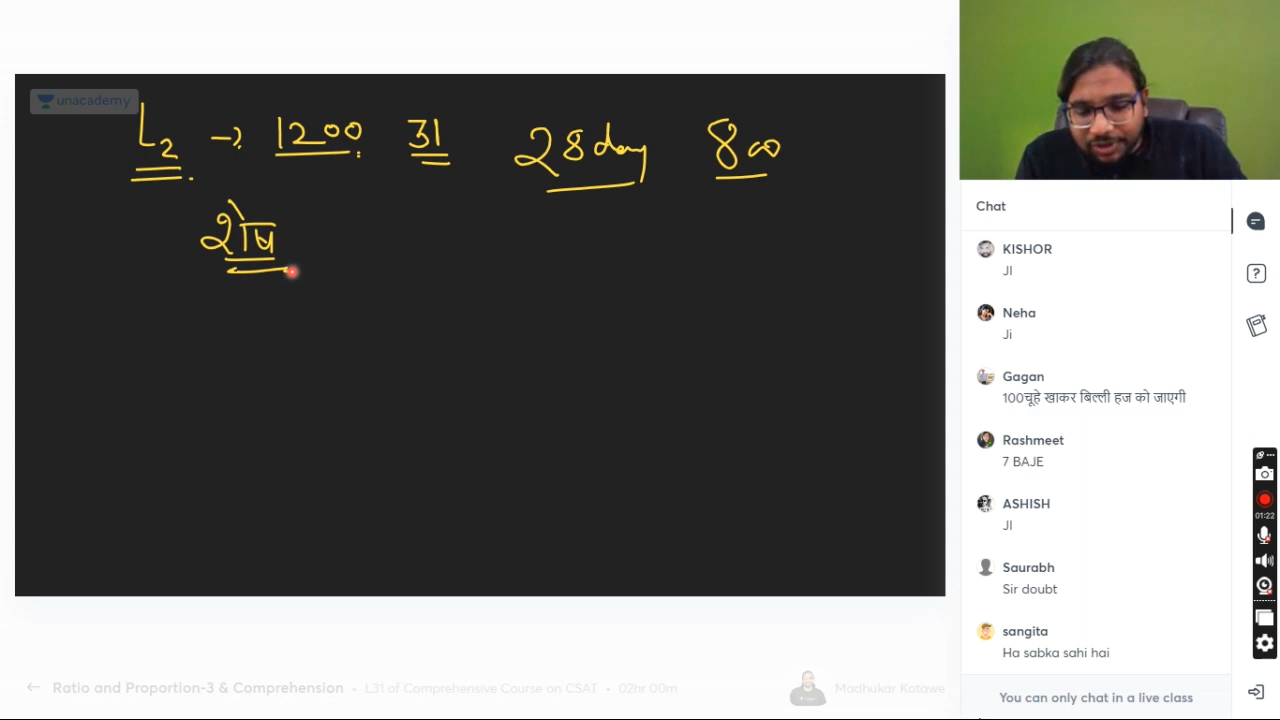 unacademy
L2 → 1200 31 28 day 800
शेष
Chat
KISHOR
JI
Neha
Ji
Gagan
100चूहे खाकर बिल्ली हज को जाएगी
Rashmeet
7 BAJE
ASHISH
JI
Saurabh
Sir doubt
sangita
Ha sabka sahi hai
You can only chat in a live class
01:22
← Ratio and Proportion-3 & Comprehension • L31 of Comprehensive Course on CSAT • 02hr 00m
Madhukar Kotawe